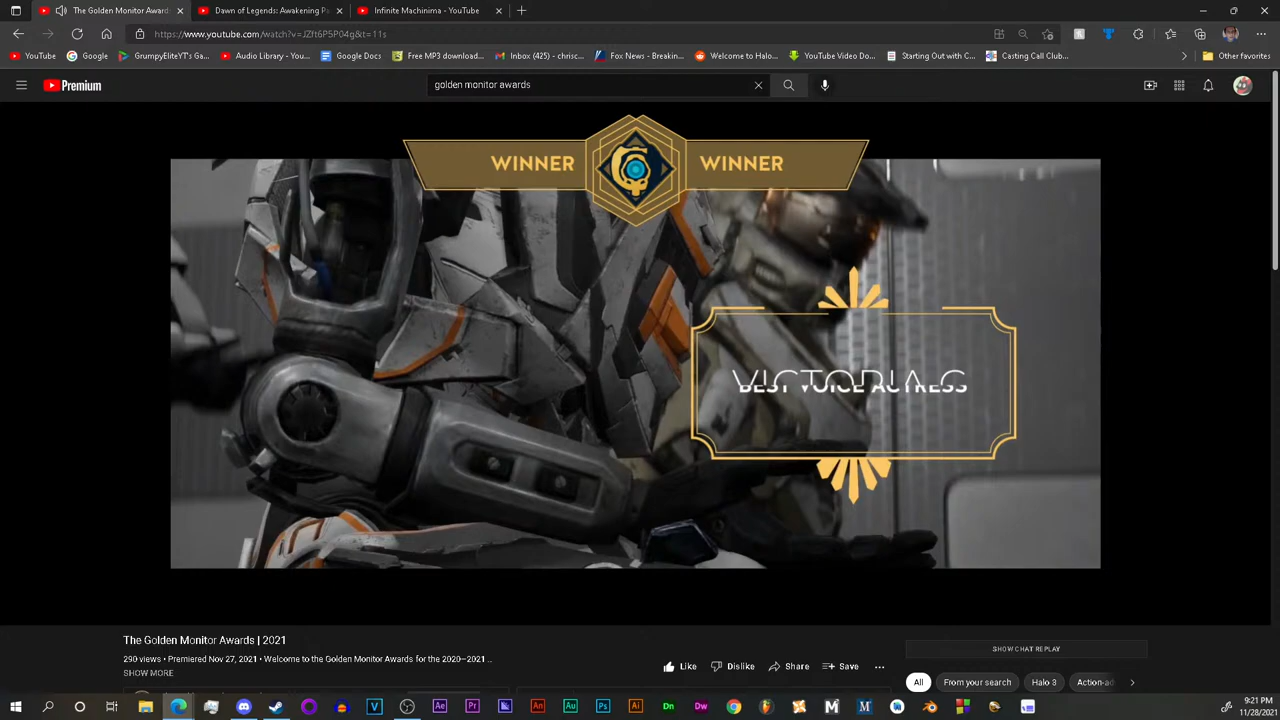 The Golden Monitor Awards
Dawn of Legends: Awakening Pa
Infinite Machinima - YouTube
https://www.youtube.com/watch?v=JZft6P5P04g&t=11s
YouTube
Google
GrumpyEliteYT's Ga...
Audio Library - You...
Free MP3 download...
YouTube
Google Docs
Inbox (425) - chrisc...
Fox News - Breakin...
Welcome to Halo...
YouTube Video Do...
Starting Out with C...
Casting Call Club...
Other favorites
Premium
golden monitor awards
WINNER
WINNER
The Golden Monitor Awards | 2021
290 views • Premiered Nov 27, 2021 • Welcome to the Golden Monitor Awards for the 2020–2021 ...
SHOW MORE
Like
Dislike
Share
Save
SHOW CHAT REPLAY
All
From your search
Halo 3
Action-ad
9:21 PM
11/28/2021